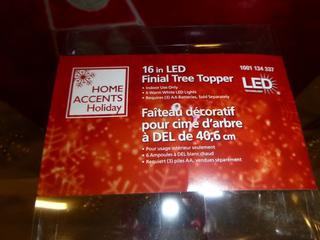 HOME
ACCENTS
Holiday
16 in LED
Finial Tree Topper
• Indoor Use Only
• 6 Warm White LED Lights
• Requires (3) AA Batteries, Sold Separately
1001 134 337
LED
Faîteau décoratif
pour cime d'arbre
à DEL de 40,6 cm
• Pour usage intérieur seulement
• 6 Ampoules à DEL blanc chaud
• Requiert (3) piles AA, vendues séparément